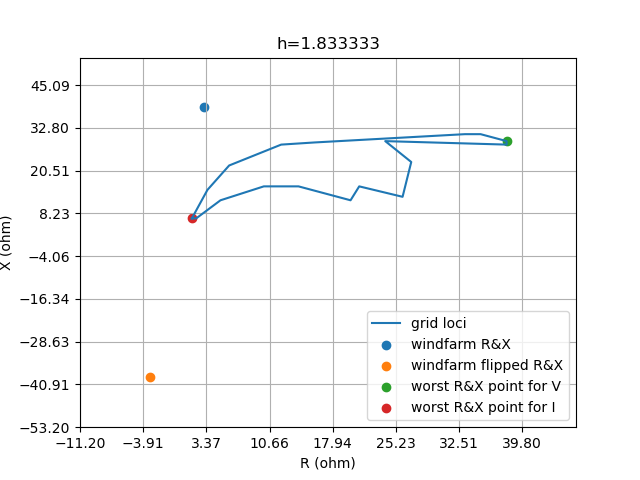 h=1.833333
45.09
32.80
20.51
8.23
−4.06
−16.34
−28.63
−40.91
−53.20
X (ohm)
grid loci
windfarm R&X
windfarm flipped R&X
worst R&X point for V
worst R&X point for I
−11.20 −3.91 3.37 10.66 17.94 25.23 32.51 39.80
R (ohm)